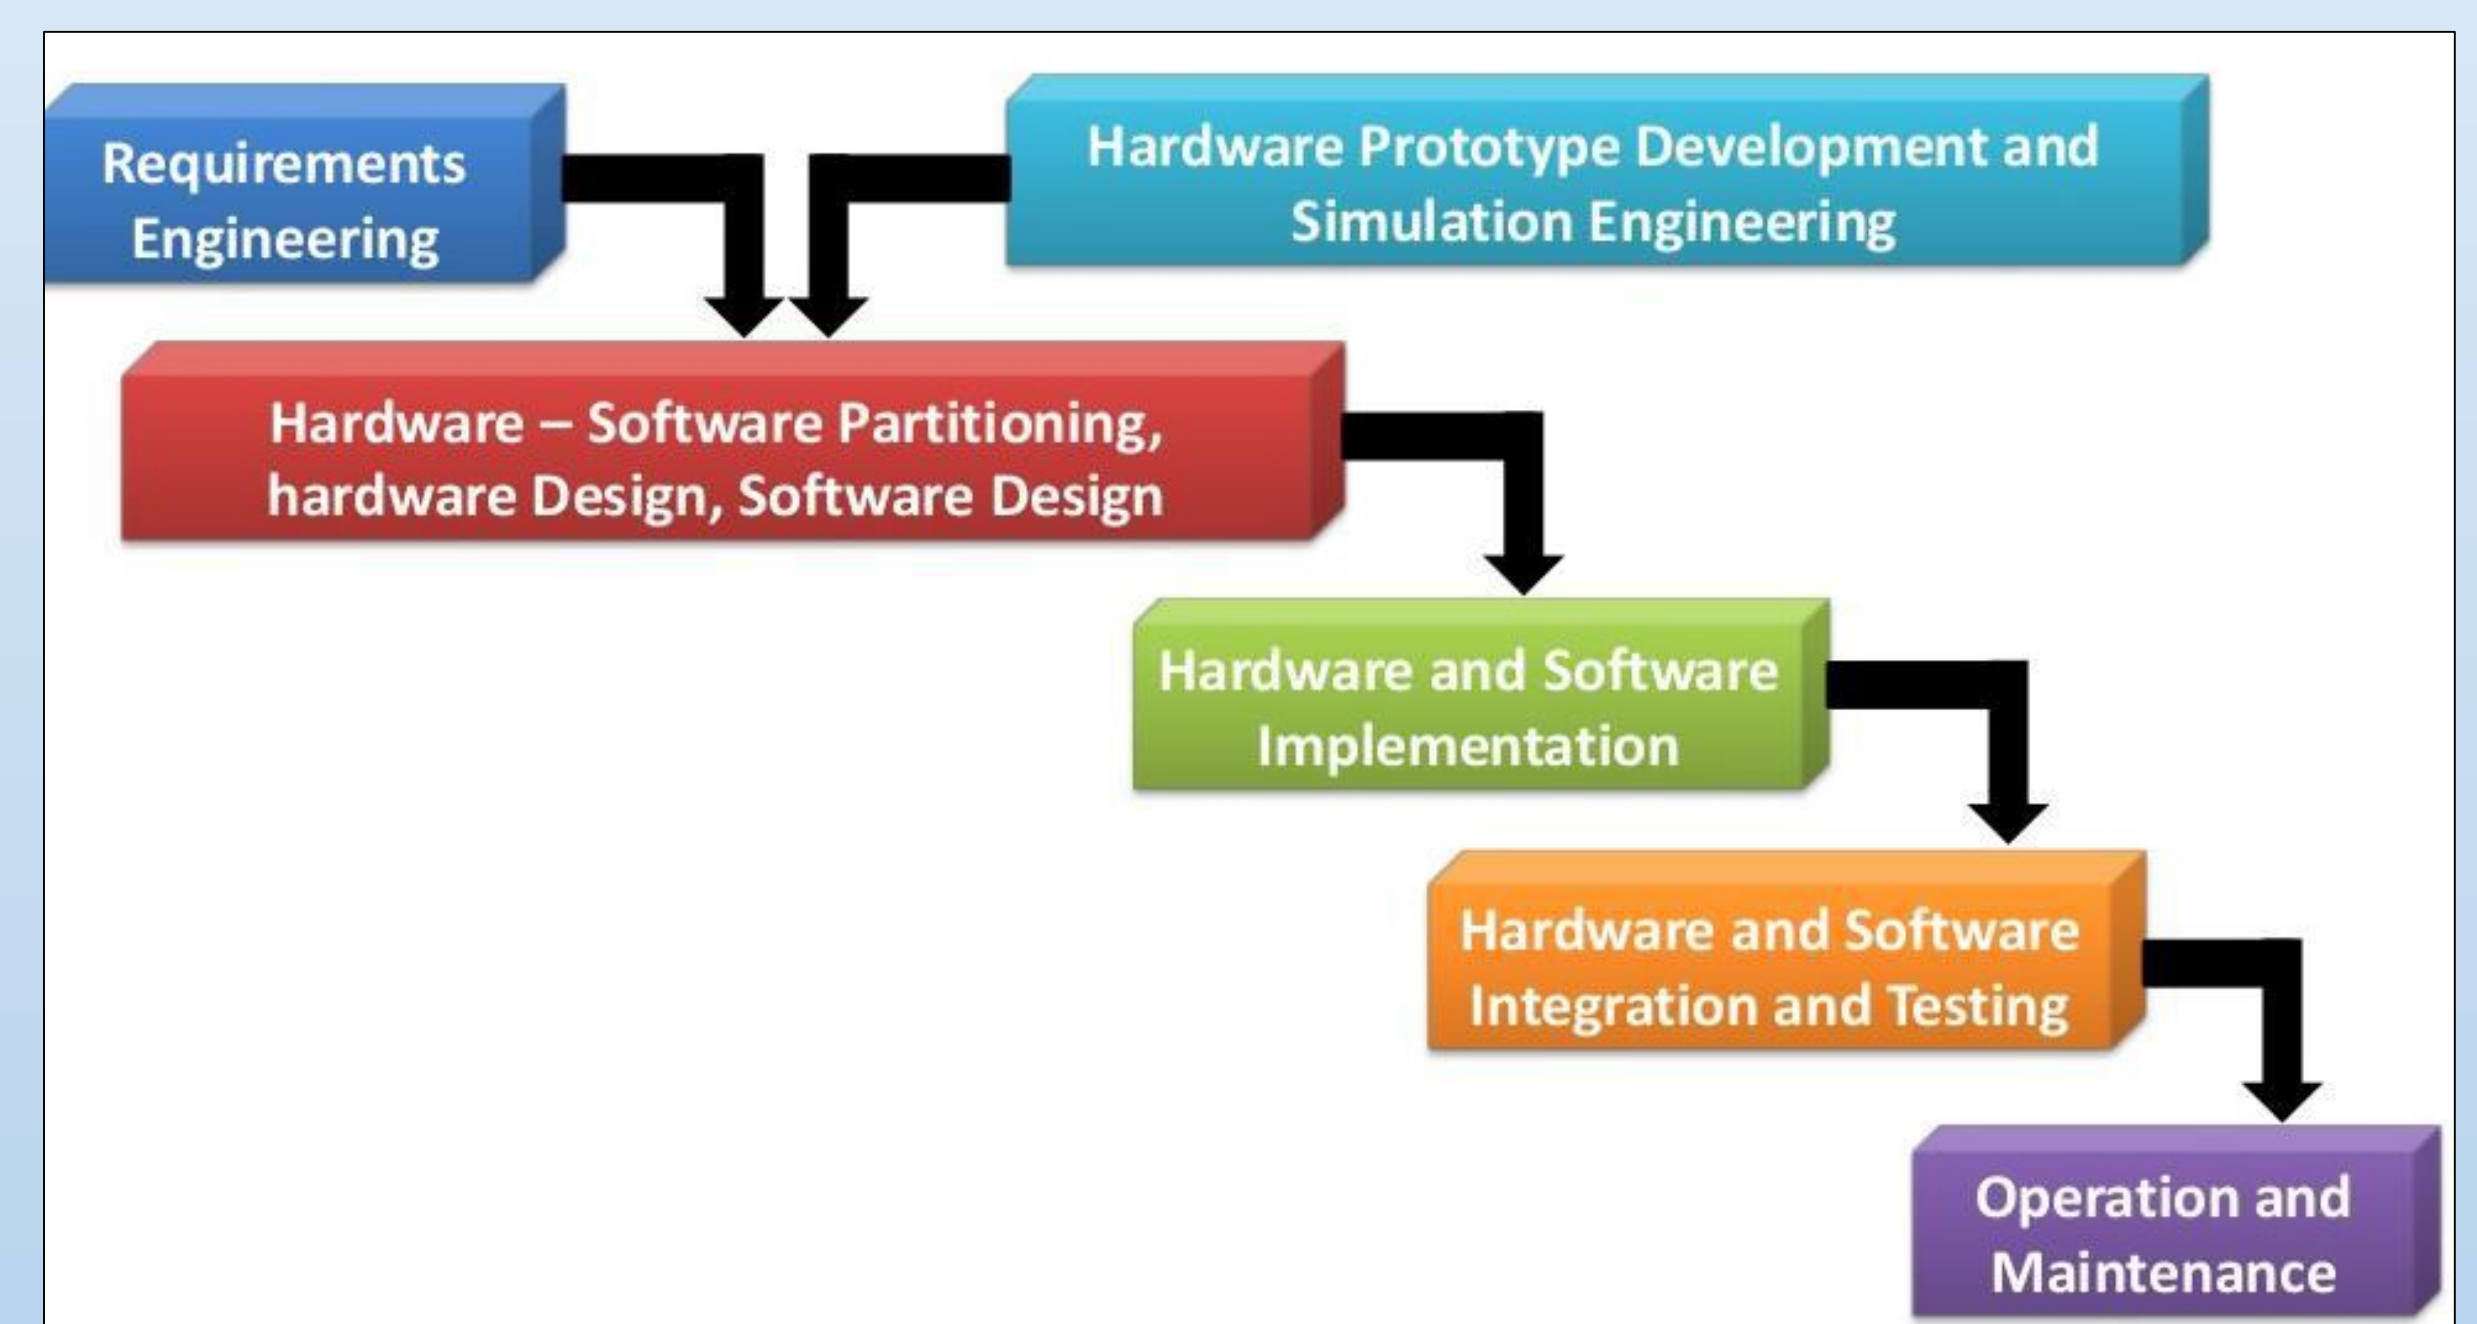 Requirements
Engineering
Hardware Prototype Development and
Simulation Engineering
Hardware – Software Partitioning,
hardware Design, Software Design
Hardware and Software
Implementation
Hardware and Software
Integration and Testing
Operation and
Maintenance